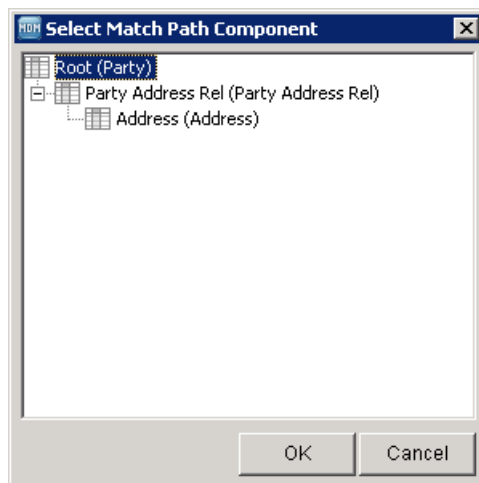 MDM Select Match Path Component
Root (Party)
Party Address Rel (Party Address Rel)
Address (Address)
OK Cancel